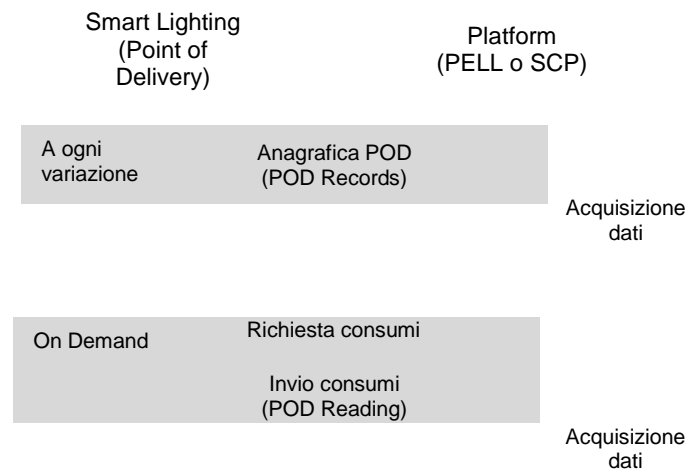 Smart Lighting
(Point of
Delivery)
Platform
(PELL o SCP)
A ogni
variazione
Anagrafica POD
(POD Records)
Acquisizione
dati
On Demand
Richiesta consumi
Invio consumi
(POD Reading)
Acquisizione
dati